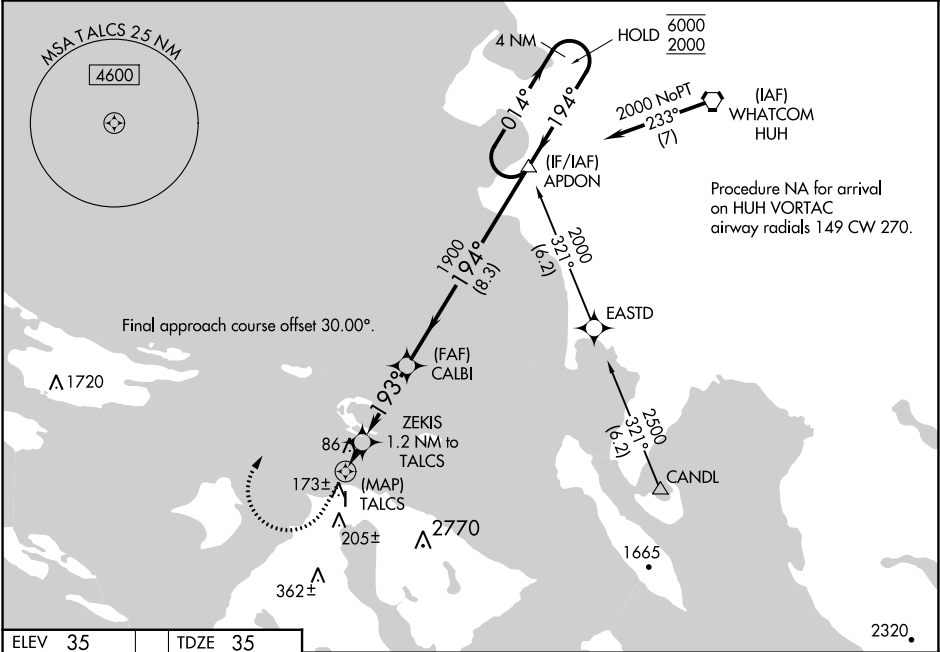 MSA TALCS 25 NM
4600
4 NM
HOLD
6000
2000
014°
194°
2000 NoPT
233°
(7)
(IAF)
WHATCOM
HUH
(IF/IAF)
APDON
Procedure NA for arrival
on HUH VORTAC
airway radials 149 CW 270.
2000
321°
(6.2)
1900
194°
(8.3)
EASTD
Final approach course offset 30.00°.
(FAF)
CALBI
1720
193°
2500
321°
(6.2)
ZEKIS
1.2 NM to
TALCS
86
173±
(MAP)
TALCS
CANDL
205±
2770
1665
362±
2320
ELEV 35
TDZE 35